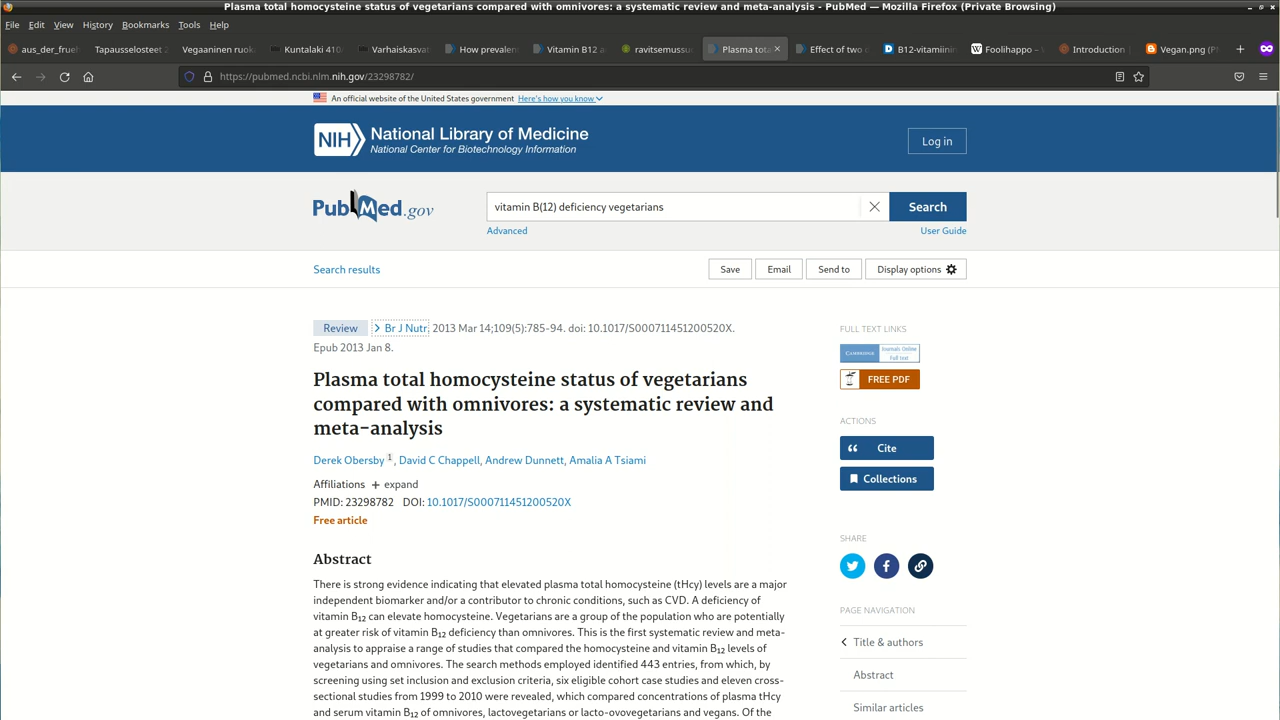 Plasma total homocysteine status of vegetarians compared with omnivores: a systematic review and meta-analysis - PubMed — Mozilla Firefox (Private Browsing)
File Edit View History Bookmarks Tools Help
aus_der_frueh Tapausselosteet Vegaaninen ruok Kuntalaki 410 Varhaiskasva How prevalen Vitamin B12 a ravitsemussu Plasma tota Effect of two B12-vitamiini Foolihappo – Introduction Vegan.png (P
https://pubmed.ncbi.nlm.nih.gov/23298782/
An official website of the United States government Here's how you know
NIH National Library of Medicine
National Center for Biotechnology Information
Log in
PubMed.gov
vitamin B(12) deficiency vegetarians
Search
Advanced
User Guide
Search results
Save Email Send to Display options
Review Br J Nutr. 2013 Mar 14;109(5):785-94. doi: 10.1017/S000711451200520X.
Epub 2013 Jan 8.
Plasma total homocysteine status of vegetarians
compared with omnivores: a systematic review and
meta-analysis
Derek Obersby 1, David C Chappell, Andrew Dunnett, Amalia A Tsiami
Affiliations + expand
PMID: 23298782 DOI: 10.1017/S000711451200520X
Free article
Abstract
There is strong evidence indicating that elevated plasma total homocysteine (tHcy) levels are a major
independent biomarker and/or a contributor to chronic conditions, such as CVD. A deficiency of
vitamin B₁₂ can elevate homocysteine. Vegetarians are a group of the population who are potentially
at greater risk of vitamin B₁₂ deficiency than omnivores. This is the first systematic review and meta-
analysis to appraise a range of studies that compared the homocysteine and vitamin B₁₂ levels of
vegetarians and omnivores. The search methods employed identified 443 entries, from which, by
screening using set inclusion and exclusion criteria, six eligible cohort case studies and eleven cross-
sectional studies from 1999 to 2010 were revealed, which compared concentrations of plasma tHcy
and serum vitamin B₁₂ of omnivores, lactovegetarians or lacto-ovovegetarians and vegans. Of the
FULL TEXT LINKS
CAMBRIDGE Journals Online
Full text
FREE PDF
ACTIONS
Cite
Collections
SHARE
PAGE NAVIGATION
Title & authors
Abstract
Similar articles